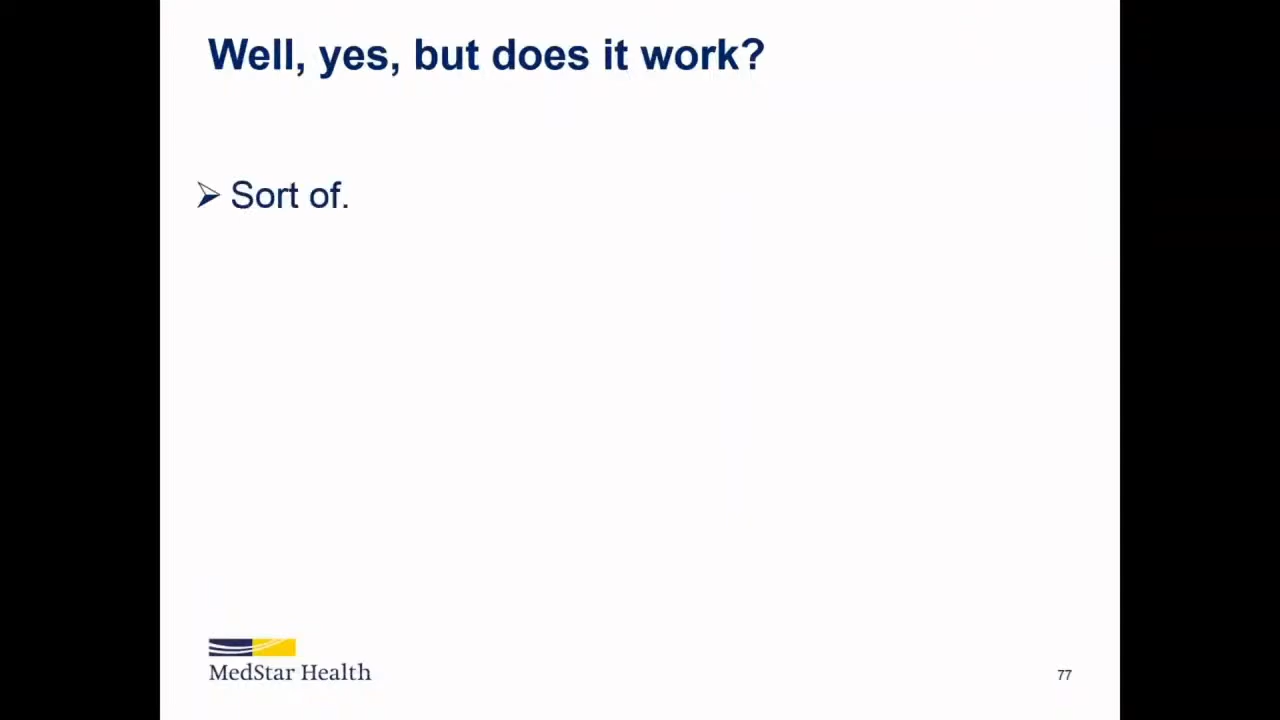 Well, yes, but does it work?
➢ Sort of.
MedStar Health
77